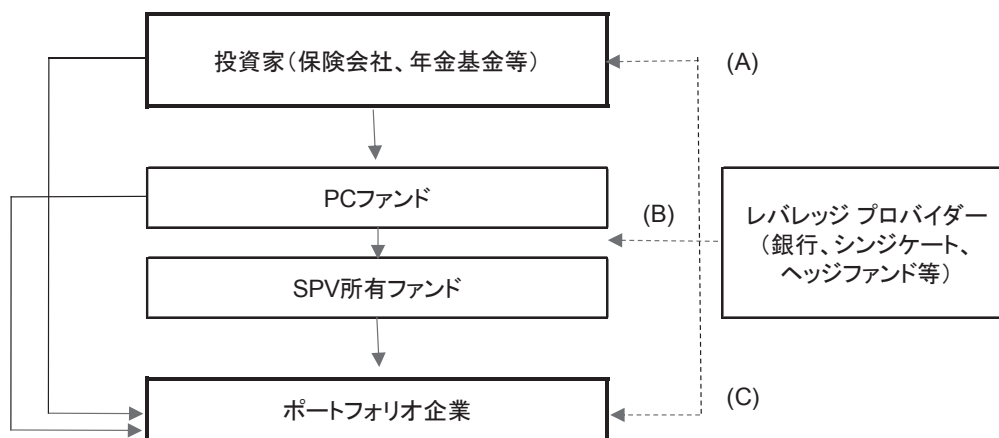 投資家（保険会社、年金基金等）
(A)
PCファンド
(B)
レバレッジ プロバイダー
（銀行、シンジケート、
ヘッジファンド等）
SPV所有ファンド
ポートフォリオ企業
(C)